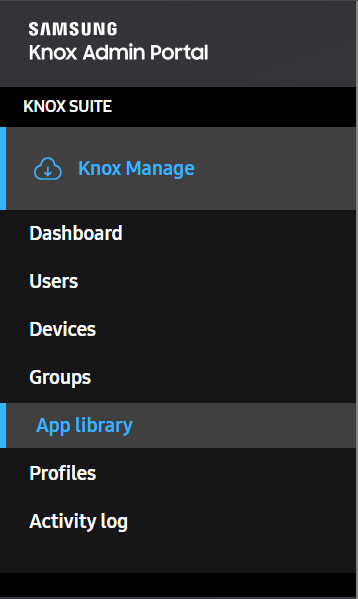 SAMSUNG
Knox Admin Portal
KNOX SUITE
Knox Manage
Dashboard
Users
Devices
Groups
App library
Profiles
Activity log